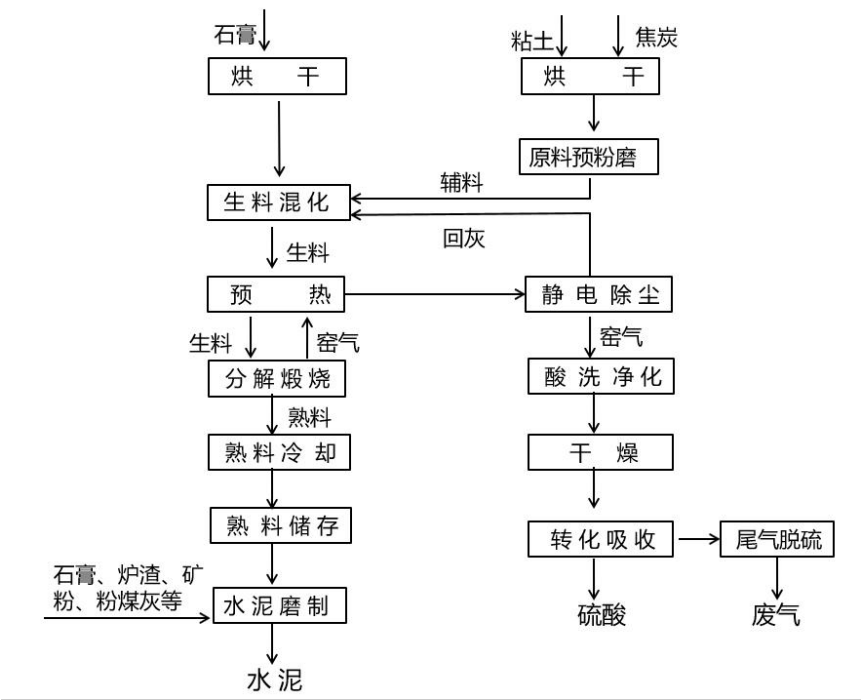 石膏
粘土
焦炭
烘 干
烘 干
原料预粉磨
辅料
生料混化
回灰
生料
预 热
静电除尘
生料
窑气
窑气
分解煅烧
酸洗净化
熟料
熟料冷却
干 燥
熟料储存
转化吸收
尾气脱硫
石膏、炉渣、矿
粉、粉煤灰等
水泥磨制
硫酸
废气
水泥